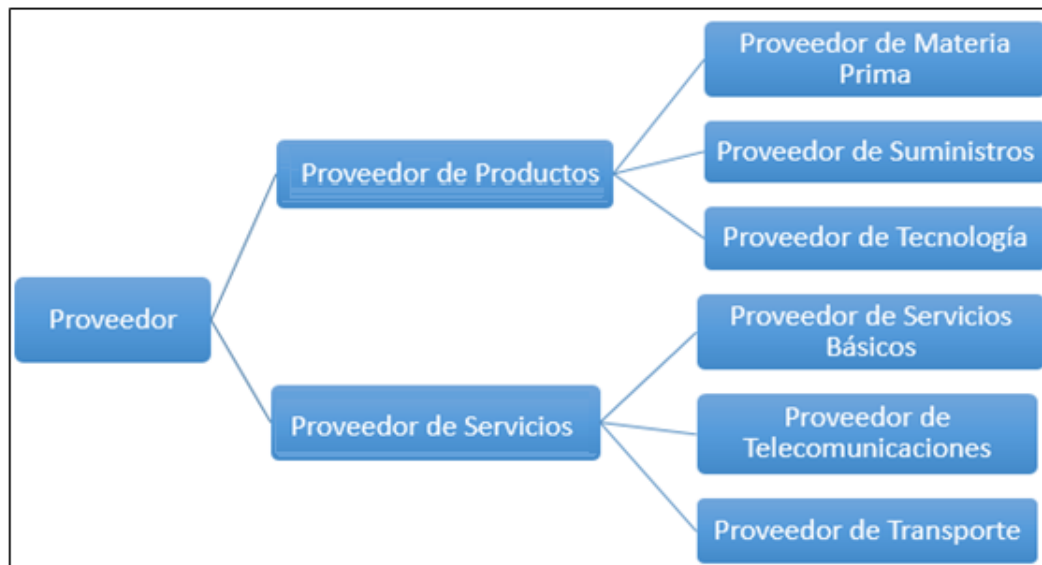 Proveedor
Proveedor de Productos
Proveedor de Materia
Prima
Proveedor de Suministros
Proveedor de Tecnología
Proveedor de Servicios
Proveedor de Servicios
Básicos
Proveedor de
Telecomunicaciones
Proveedor de Transporte